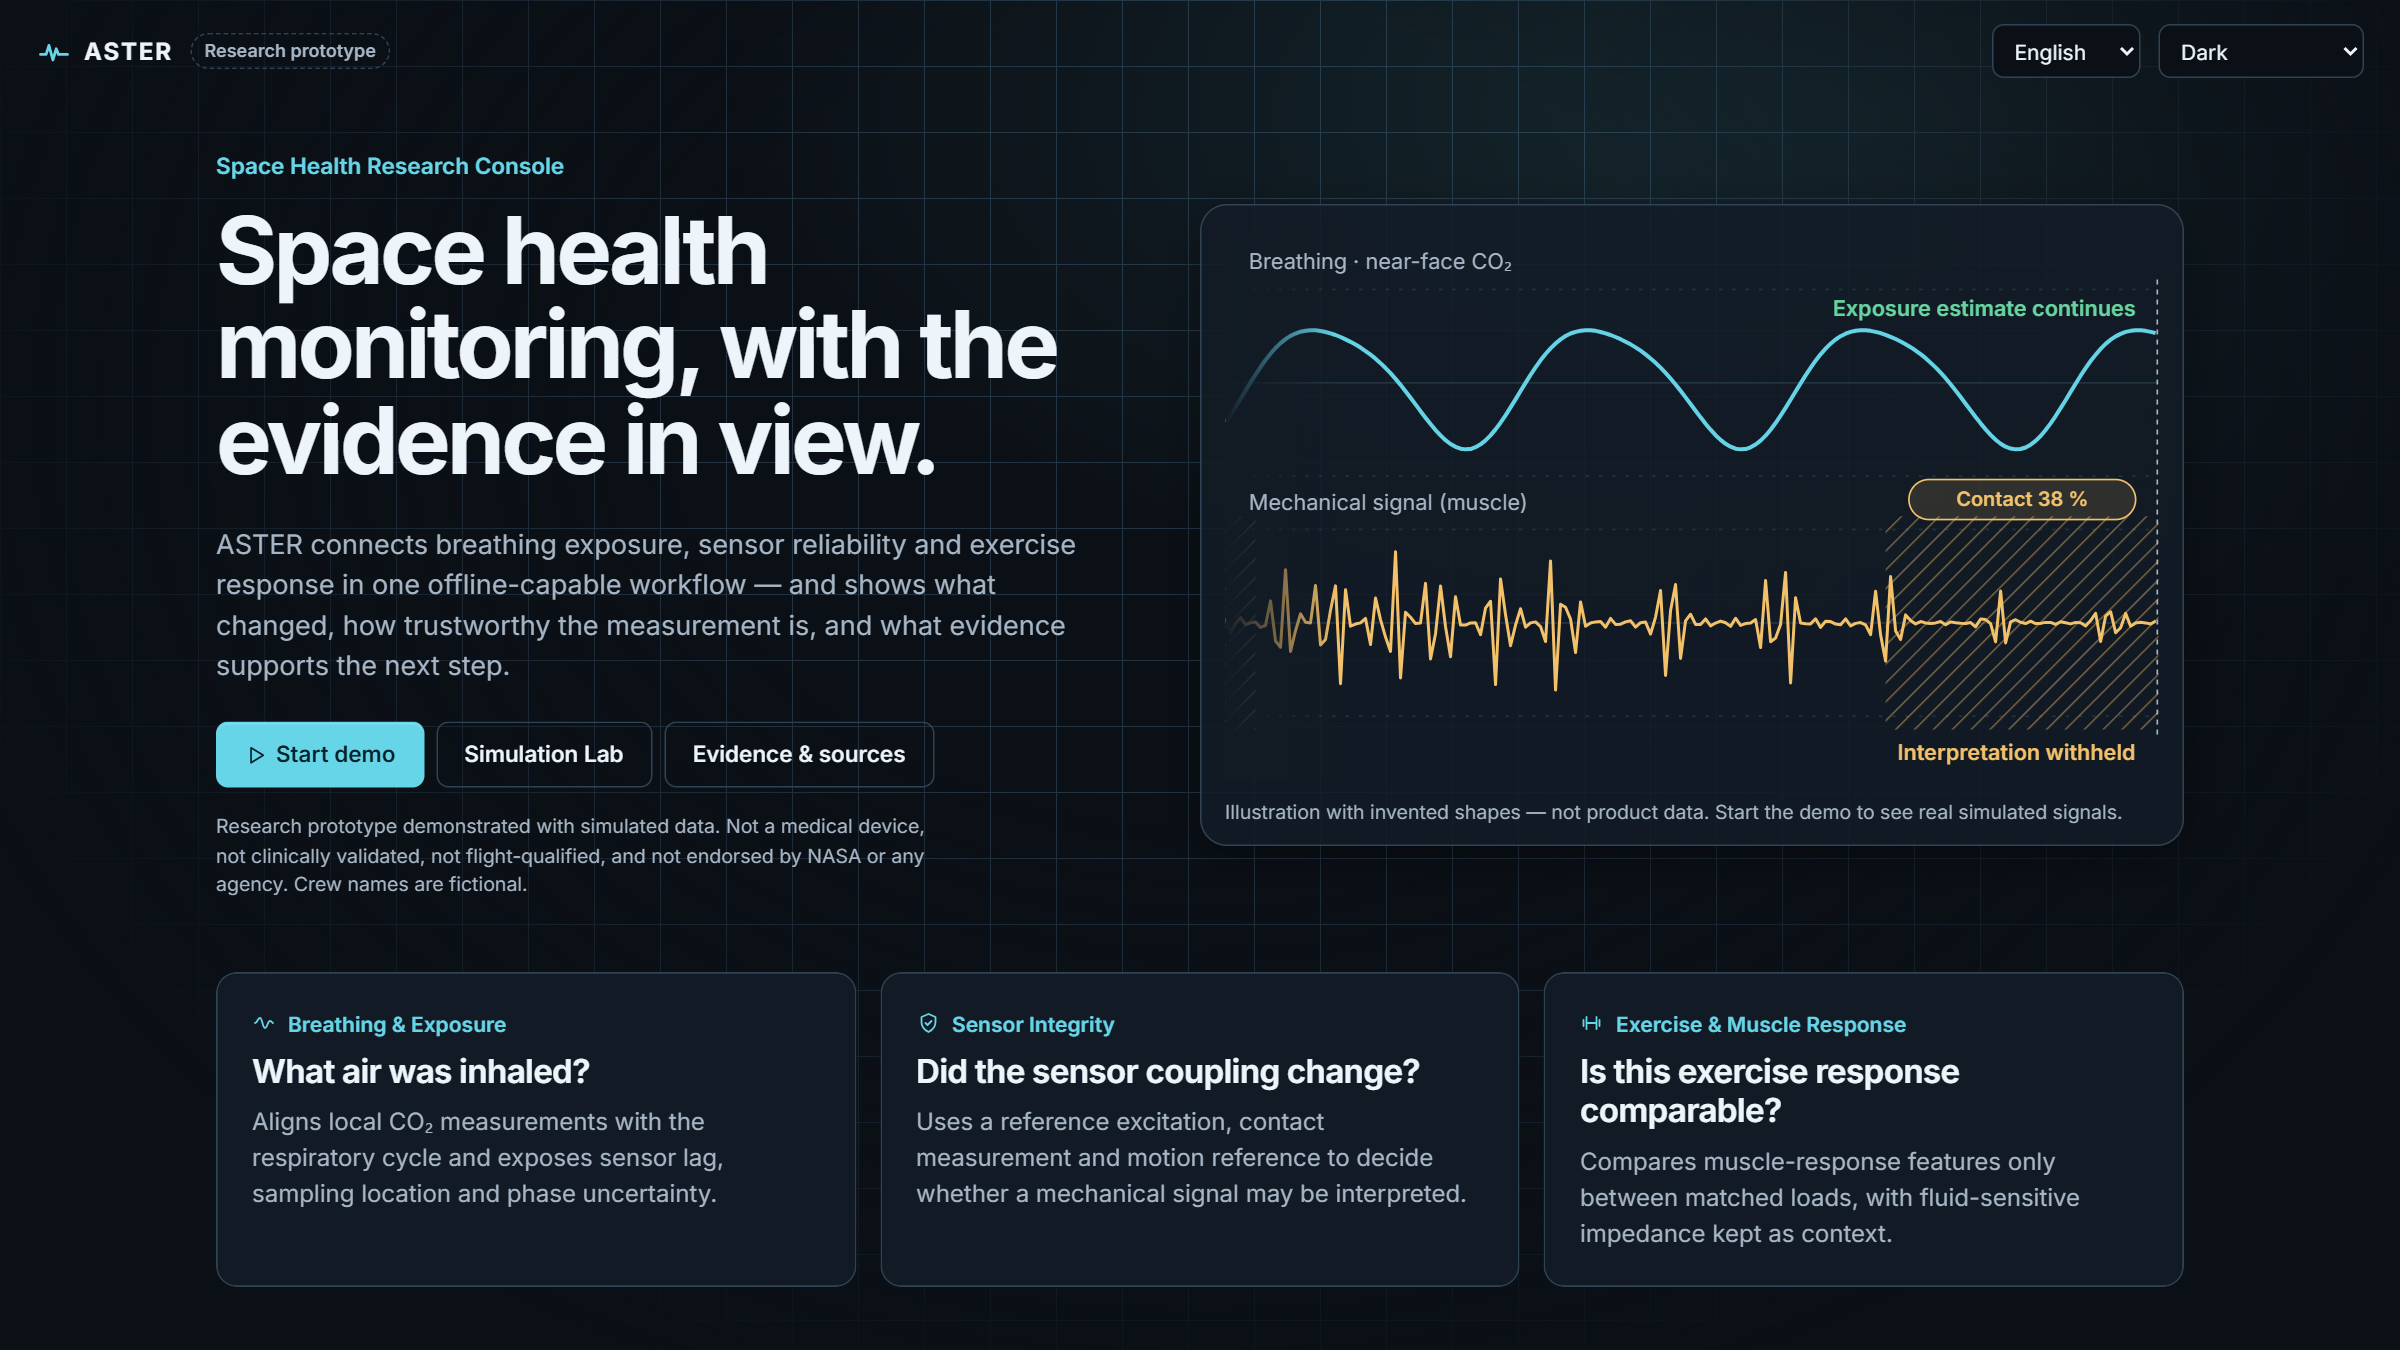 ASTER
Research prototype
English
Dark
Space Health Research Console
Space health
monitoring, with the
evidence in view.
ASTER connects breathing exposure, sensor reliability and exercise
response in one offline-capable workflow — and shows what
changed, how trustworthy the measurement is, and what evidence
supports the next step.
Start demo
Simulation Lab
Evidence & sources
Research prototype demonstrated with simulated data. Not a medical device,
not clinically validated, not flight-qualified, and not endorsed by NASA or any
agency. Crew names are fictional.
Breathing · near-face CO₂
Exposure estimate continues
Mechanical signal (muscle)
Contact 38 %
Interpretation withheld
Illustration with invented shapes — not product data. Start the demo to see real simulated signals.
Breathing & Exposure
What air was inhaled?
Aligns local CO₂ measurements with the
respiratory cycle and exposes sensor lag,
sampling location and phase uncertainty.
Sensor Integrity
Did the sensor coupling change?
Uses a reference excitation, contact
measurement and motion reference to decide
whether a mechanical signal may be interpreted.
Exercise & Muscle Response
Is this exercise response
comparable?
Compares muscle-response features only
between matched loads, with fluid-sensitive
impedance kept as context.